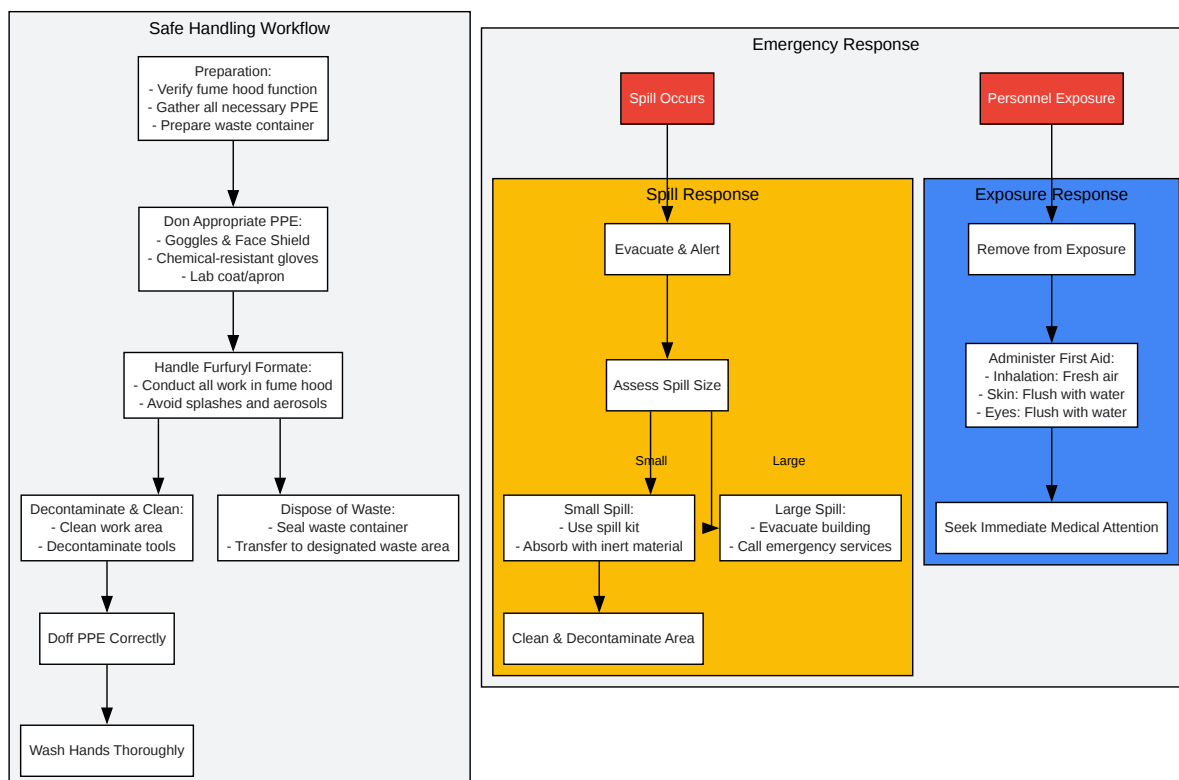 Safe Handling Workflow
Preparation:
- Verify fume hood function
- Gather all necessary PPE
- Prepare waste container
Don Appropriate PPE:
- Goggles & Face Shield
- Chemical-resistant gloves
- Lab coat/apron
Handle Furfuryl Formate:
- Conduct all work in fume hood
- Avoid splashes and aerosols
Decontaminate & Clean:
- Clean work area
- Decontaminate tools
Dispose of Waste:
- Seal waste container
- Transfer to designated waste area
Doff PPE Correctly
Wash Hands Thoroughly
Emergency Response
Spill Occurs
Personnel Exposure
Spill Response
Evacuate & Alert
Assess Spill Size
Small
Large
Small Spill:
- Use spill kit
- Absorb with inert material
Large Spill:
- Evacuate building
- Call emergency services
Clean & Decontaminate Area
Exposure Response
Remove from Exposure
Administer First Aid:
- Inhalation: Fresh air
- Skin: Flush with water
- Eyes: Flush with water
Seek Immediate Medical Attention